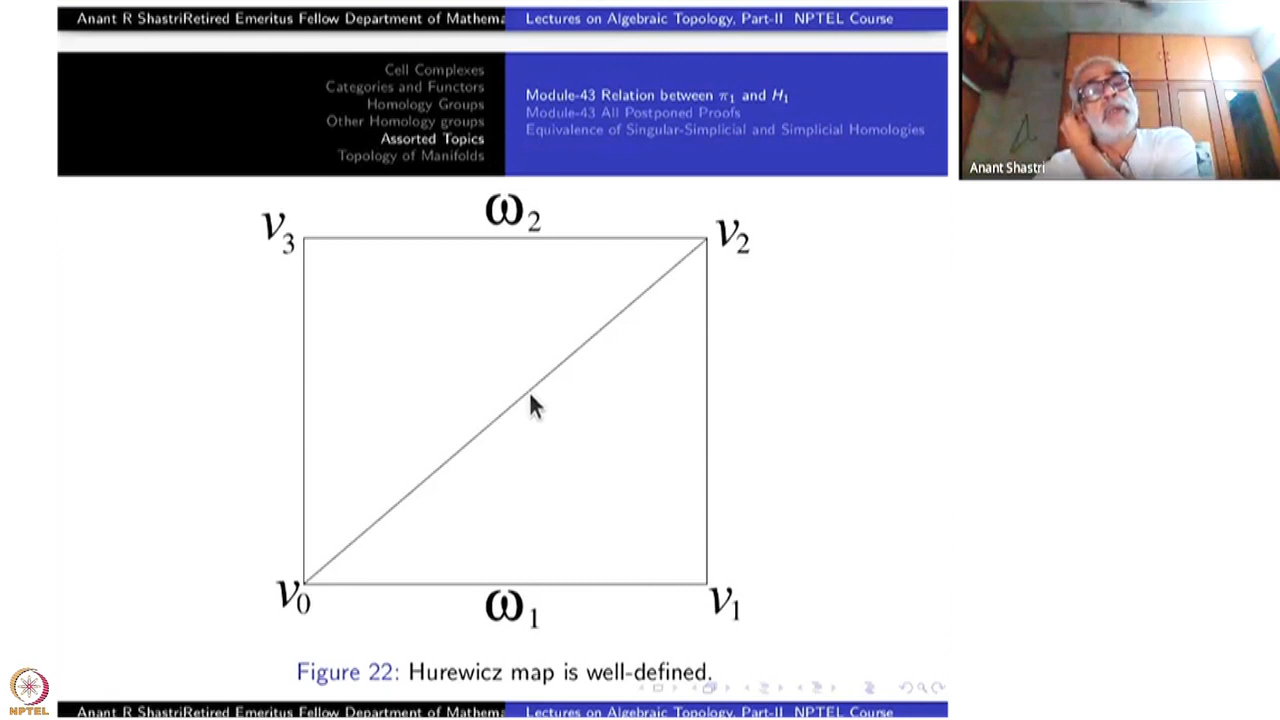 Anant R ShastriRetired Emeritus Fellow Department of Mathema
Lectures on Algebraic Topology, Part-II NPTEL Course
Cell Complexes
Categories and Functors
Homology Groups
Other Homology groups
Assorted Topics
Topology of Manifolds
Module-43 Relation between π₁ and H₁
Module-43 All Postponed Proofs
Equivalence of Singular-Simplicial and Simplicial Homologies
Anant Shastri
v₃
ω₂
v₂
v₀
ω₁
v₁
Figure 22: Hurewicz map is well-defined.
NPTEL
Anant R ShastriRetired Emeritus Fellow Department of Mathema
Lectures on Algebraic Topology, Part-II NPTEL Course